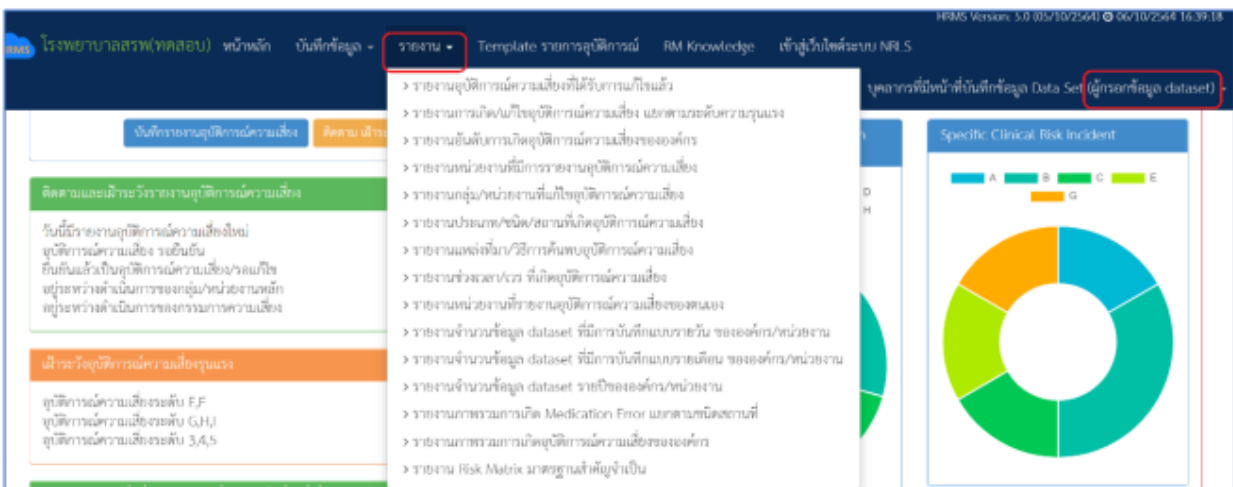 HRMS Version: 5.0 (05/10/2564) 06/10/2564 16:39:18
HRMS โรงพยาบาลสรพ(ทดสอบ) หน้าหลัก บันทึกข้อมูล รายงาน Template รายการอุบัติการณ์ RM Knowledge เข้าสู่เว็บไซต์ระบบ NRLS
บุคลากรที่มีหน้าที่บันทึกข้อมูล Data Set (ผู้กรอกข้อมูล dataset)
> รายงานอุบัติการณ์ความเสี่ยงที่ได้รับการแก้ไขแล้ว
> รายงานการเกิด/แก้ไขอุบัติการณ์ความเสี่ยง แยกตามระดับความรุนแรง
> รายงานอันดับการเกิดอุบัติการณ์ความเสี่ยงขององค์กร
> รายงานหน่วยงานที่มีการรายงานอุบัติการณ์ความเสี่ยง
> รายงานกลุ่ม/หน่วยงานที่แก้ไขอุบัติการณ์ความเสี่ยง
> รายงานประเภท/ชนิด/สถานที่เกิดอุบัติการณ์ความเสี่ยง
> รายงานแหล่งที่มา/วิธีการค้นพบอุบัติการณ์ความเสี่ยง
> รายงานช่วงเวลา/เวร ที่เกิดอุบัติการณ์ความเสี่ยง
> รายงานหน่วยงานที่รายงานอุบัติการณ์ความเสี่ยงของตนเอง
> รายงานจำนวนข้อมูล dataset ที่มีการบันทึกแบบรายวัน ขององค์กร/หน่วยงาน
> รายงานจำนวนข้อมูล dataset ที่มีการบันทึกแบบรายเดือน ขององค์กร/หน่วยงาน
> รายงานจำนวนข้อมูล dataset รายปีขององค์กร/หน่วยงาน
> รายงานภาพรวมการเกิด Medication Error แยกตามชนิดสถานที่
> รายงานภาพรวมการเกิดอุบัติการณ์ความเสี่ยงขององค์กร
> รายงาน Risk Matrix มาตรฐานสำคัญจำเป็น
บันทึกรายงานอุบัติการณ์ความเสี่ยง ติดตาม เฝ้าระ
ติดตามและเฝ้าระวังรายงานอุบัติการณ์ความเสี่ยง
วันนี้มีรายงานอุบัติการณ์ความเสี่ยงใหม่
อุบัติการณ์ความเสี่ยง รอยืนยัน
ยืนยันแล้วเป็นอุบัติการณ์ความเสี่ยง/รอแก้ไข
อยู่ระหว่างดำเนินการของกลุ่ม/หน่วยงานหลัก
อยู่ระหว่างดำเนินการของกรรมการความเสี่ยง
เฝ้าระวังอุบัติการณ์ความเสี่ยงรุนแรง
อุบัติการณ์ความเสี่ยงระดับ E,F
อุบัติการณ์ความเสี่ยงระดับ G,H,I
อุบัติการณ์ความเสี่ยงระดับ 3,4,5
D
H
Specific Clinical Risk Incident
A B C E
G